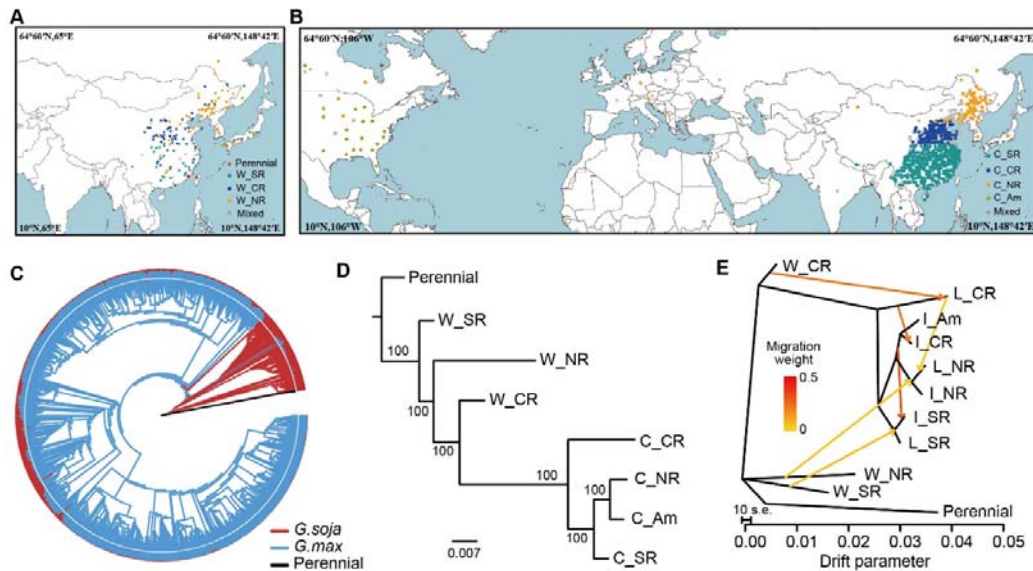 A
64°60'N,65°E
64°60'N,148°42'E
Perennial
W_SR
W_CR
W_NR
Mixed
10°N,65°E
10°N,148°42'E
B
64°60'N,106°W
64°60'N,148°42'E
C_SR
C_CR
C_NR
C_Am
Mixed
10°N,106°W
10°N,148°42'E
C
G.soja
G.max
Perennial
D
Perennial
W_SR
100
W_NR
100
W_CR
100
C_CR
100
C_NR
100
C_Am
100
C_SR
0.007
E
W_CR
L_CR
I_Am
I_CR
Migration
weight
0.5
0
L_NR
I_NR
I_SR
L_SR
W_NR
W_SR
Perennial
10 s.e.
0.00 0.01 0.02 0.03 0.04 0.05
Drift parameter